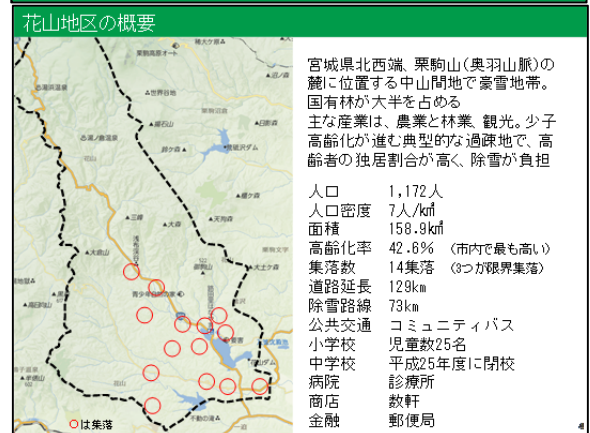 花山地区の概要
宮城県北西端、栗駒山(奥羽山脈)の
麓に位置する中山間地で豪雪地帯。
国有林が大半を占める
主な産業は、農業と林業、観光。少子
高齢化が進む典型的な過疎地で、高
齢者の独居割合が高く、除雪が負担
人口 1,172人
人口密度 7人/k㎡
面積 158.9k㎡
高齢化率 42.6% (市内で最も高い)
集落数 14集落 (3つが限界集落)
道路延長 129km
除雪路線 73km
公共交通 コミュニティバス
小学校 児童数25名
中学校 平成25年度に閉校
病院 診療所
商店 数軒
金融 郵便局
○は集落